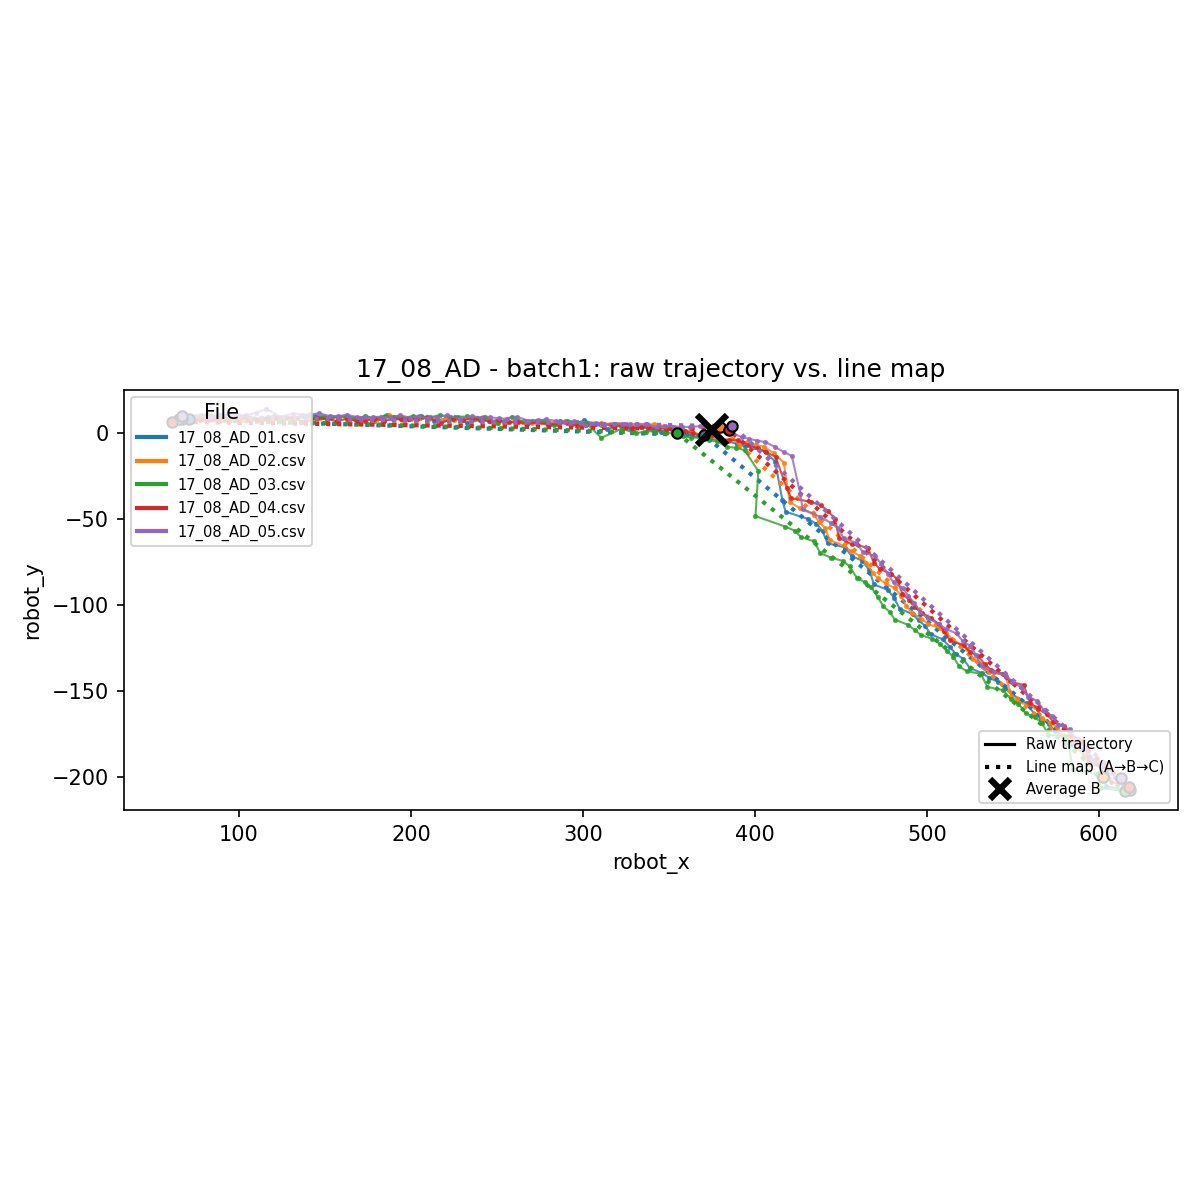 17_08_AD - batch1: raw trajectory vs. line map
robot_y
0
−50
−100
−150
−200
File
17_08_AD_01.csv
17_08_AD_02.csv
17_08_AD_03.csv
17_08_AD_04.csv
17_08_AD_05.csv
Raw trajectory
Line map (A→B→C)
Average B
100
200
300
400
500
600
robot_x